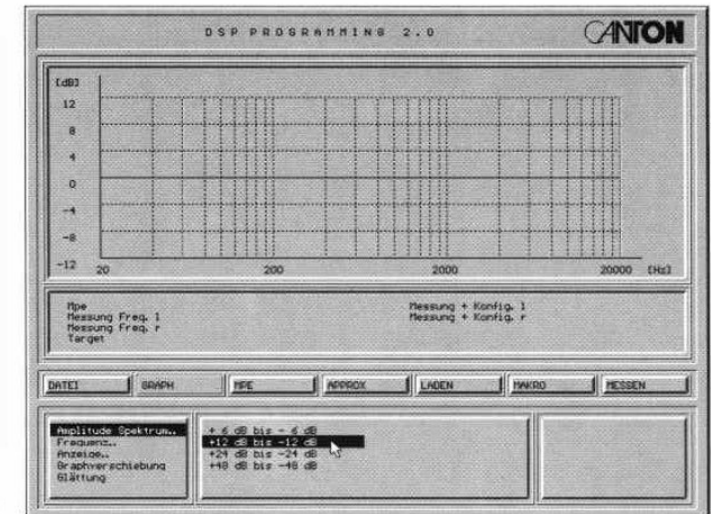 DSP PROGRAMMING 2.0
CANTON
[dB]
12
8
4
0
-4
-8
-12
20
200
2000
20000 [Hz]
Mpe
Messung Freq. l
Messung Freq. r
Target
Messung + Konfig. l
Messung + Konfig. r
DATEI
GRAPH
MPE
APPROX
LADEN
MAKRO
MESSEN
Amplitude Spektrum..
Frequenz..
Anzeige..
Graphverschiebung
Glättung
+ 6 dB bis - 6 dB
+12 dB bis -12 dB
+24 dB bis -24 dB
+48 dB bis -48 dB